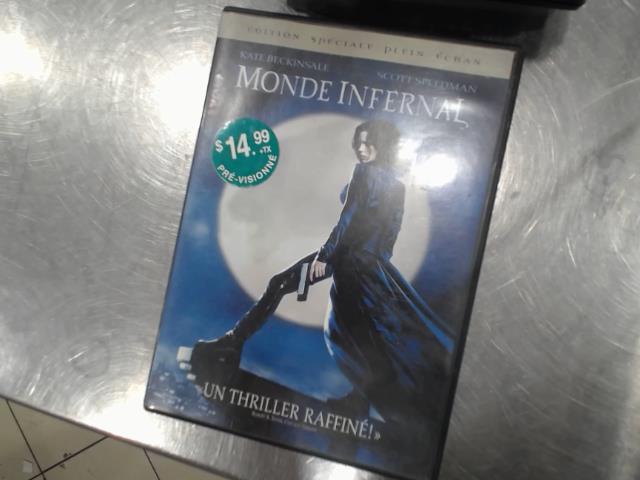 ÉDITION SPÉCIALE PLEIN ÉCRAN
KATE BECKINSALE SCOTT SPEEDMAN
MONDE INFERNAL
$14.99
+TX
PRÉ-VISIONNÉ
UN THRILLER RAFFINÉ!»